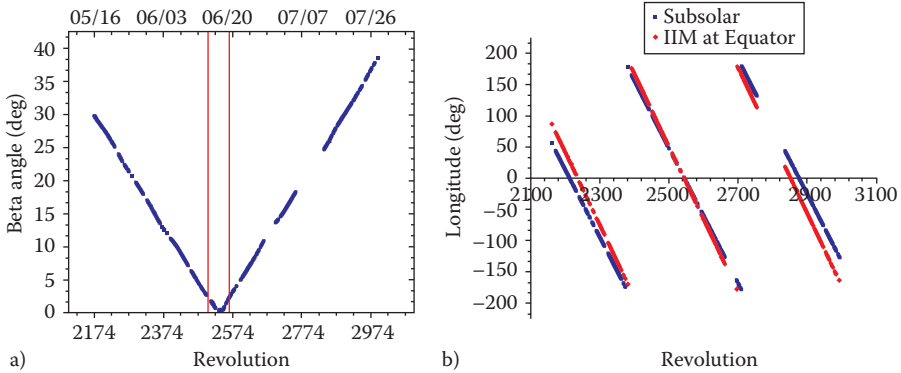 05/16 06/03 06/20 07/07 07/26
40
35
30
25
20
15
10
5
0
Beta angle (deg)
2174 2374 2574 2774 2974
a) Revolution
Subsolar
IIM at Equator
200
150
100
50
0
−50
−100
−150
−200
Longitude (deg)
2100 2300 2500 2700 2900 3100
b) Revolution